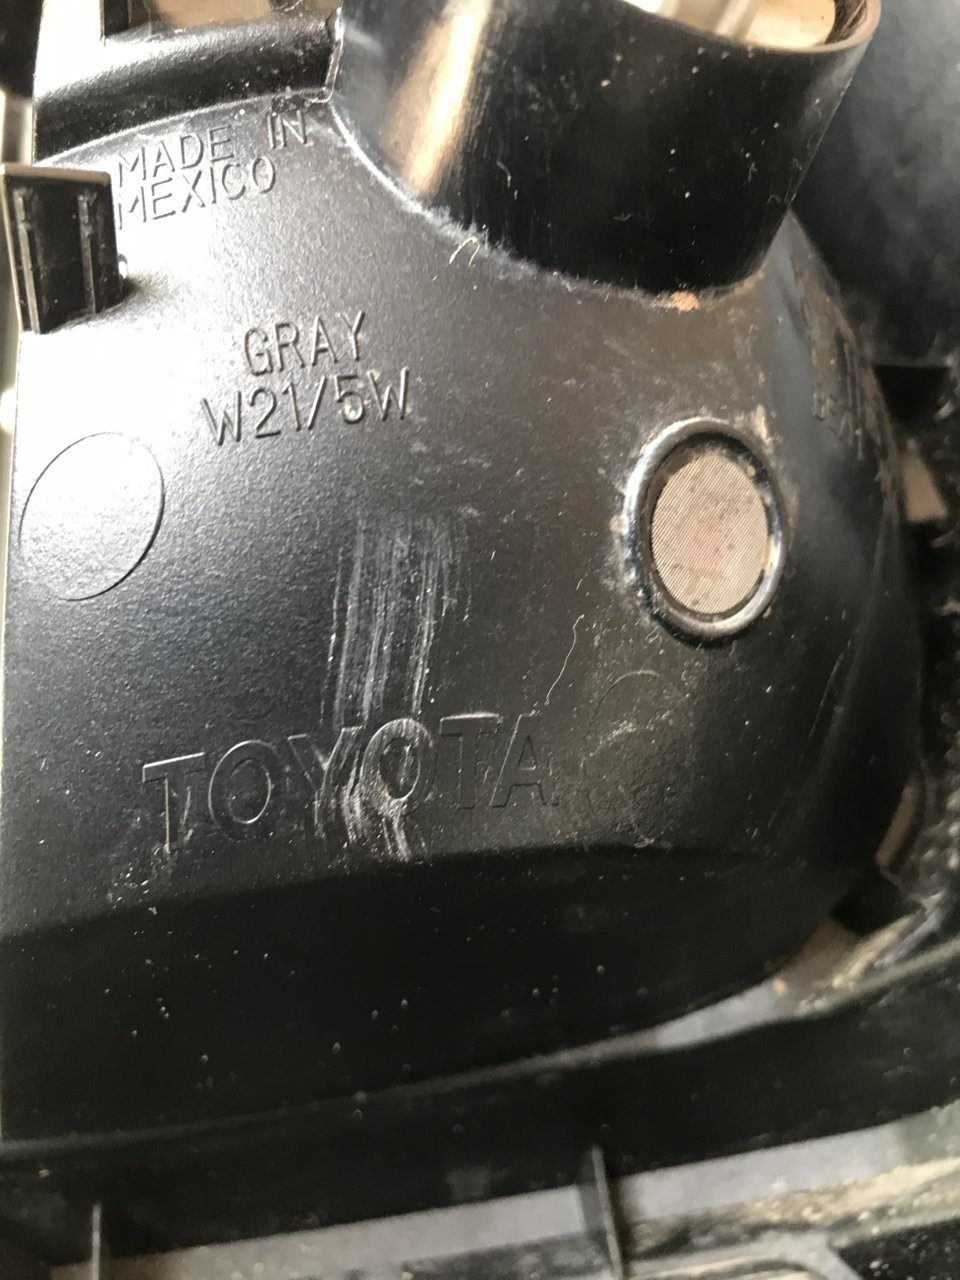 MADE IN
MEXICO
GRAY
W21/5W
TOYOTA